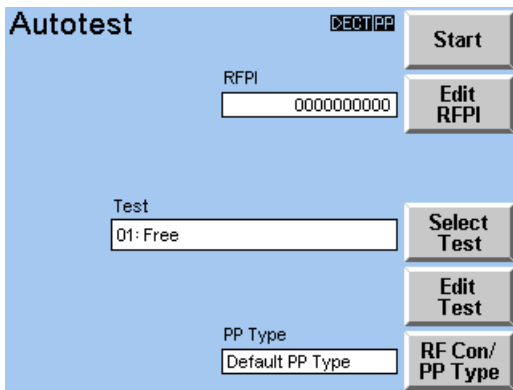 Autotest
DECT PP
Start
RFPI
0000000000
Edit
RFPI
Test
01: Free
Select
Test
Edit
Test
PP Type
Default PP Type
RF Con/
PP Type